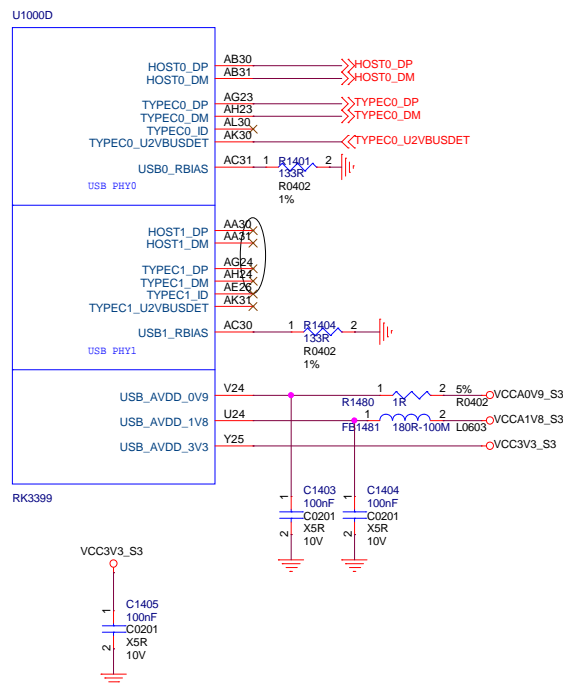 U1000D
HOST0_DP AB30 HOST0_DP
HOST0_DM AB31 HOST0_DM
TYPEC0_DP AG23 TYPEC0_DP
TYPEC0_DM AH23 TYPEC0_DM
TYPEC0_ID AL30
TYPEC0_U2VBUSDET AK30 TYPEC0_U2VBUSDET
USB0_RBIAS AC31 1 R1401 2
133R
USB PHY0 R0402
1%
HOST1_DP AA30
HOST1_DM AA31
TYPEC1_DP AG24
TYPEC1_DM AH24
TYPEC1_ID AE26
TYPEC1_U2VBUSDET AK31
USB1_RBIAS AC30 1 R1404 2
133R
USB PHY1 R0402
1%
USB_AVDD_0V9 V24 1 2 5% VCCA0V9_S3
R1480 1R R0402
USB_AVDD_1V8 U24 1 2 VCCA1V8_S3
FB1481 180R-100M L0603
USB_AVDD_3V3 Y25 VCC3V3_S3
RK3399
1 C1403 1 C1404
100nF 100nF
C0201 C0201
2 X5R 2 X5R
10V 10V
VCC3V3_S3
1 C1405
100nF
C0201
2 X5R
10V